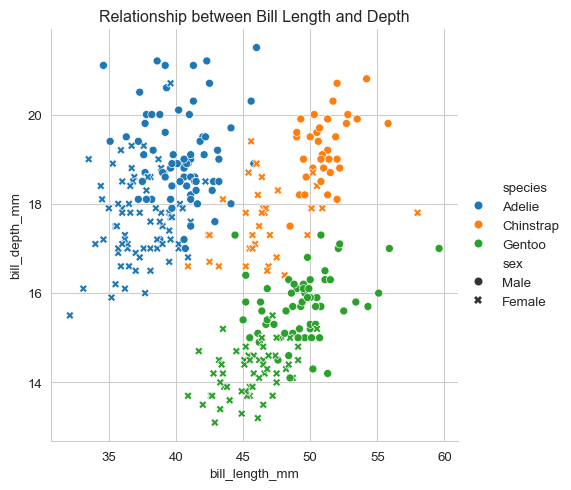 Relationship between Bill Length and Depth
bill_depth_mm
20
18
16
14
35
40
45
50
55
60
bill_length_mm
species
Adelie
Chinstrap
Gentoo
sex
Male
Female